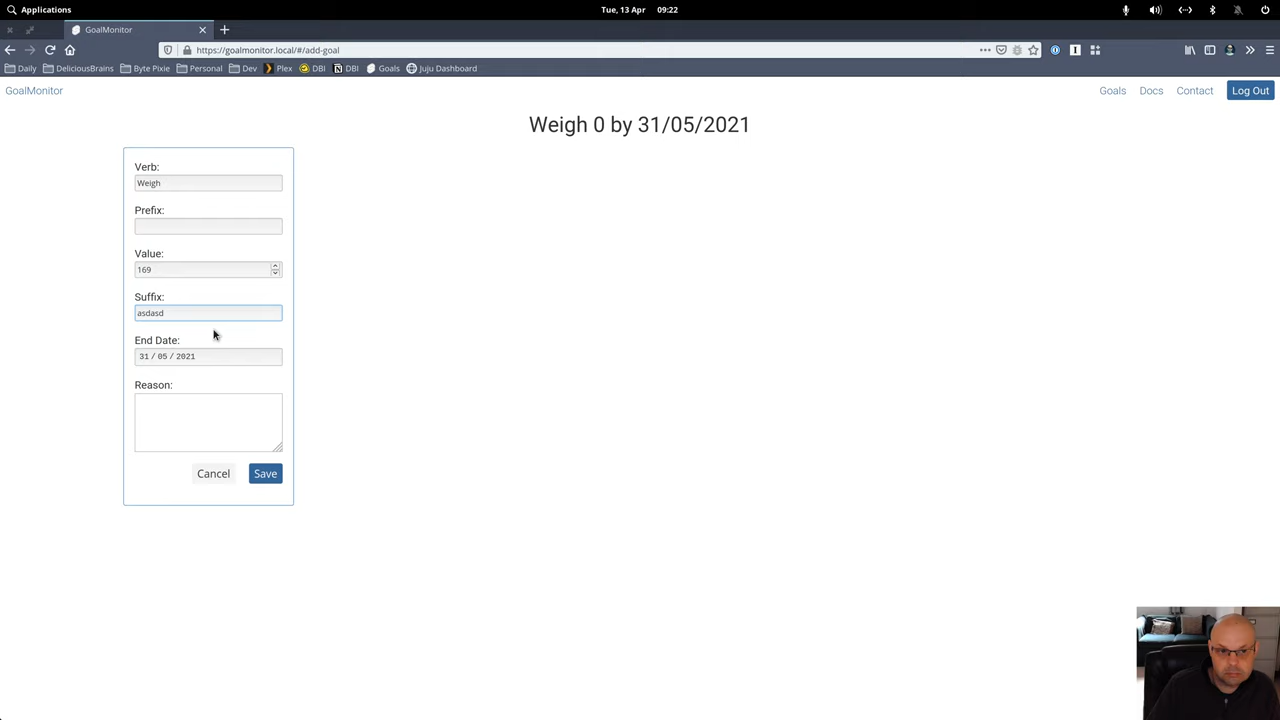 Applications
Tue, 13 Apr 09:22
GoalMonitor
https://goalmonitor.local/#/add-goal
Daily DeliciousBrains Byte Pixie Personal Dev Plex DBI DBI Goals Juju Dashboard
GoalMonitor Goals Docs Contact Log Out
Weigh 0 by 31/05/2021
Verb:
Weigh
Prefix:
Value:
169
Suffix:
asdasd
End Date:
31 / 05 / 2021
Reason:
Cancel Save